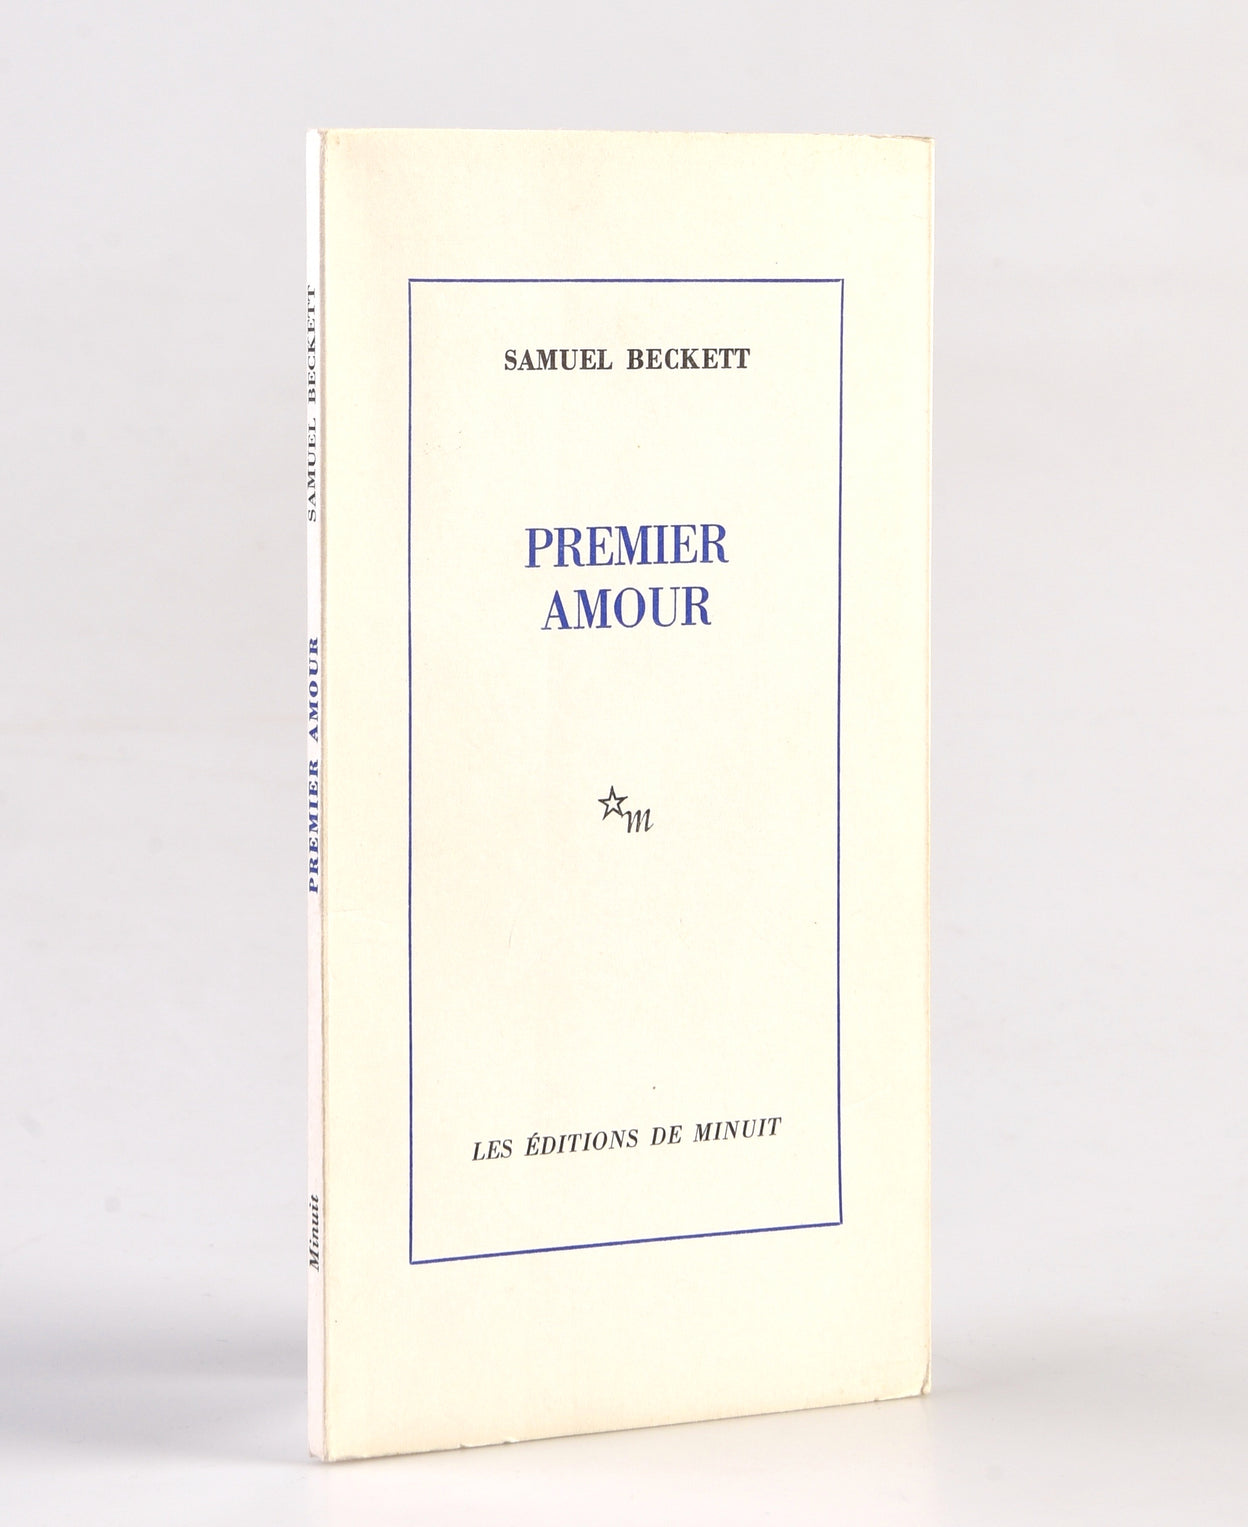 SAMUEL BECKETT
PREMIER
AMOUR
m
LES ÉDITIONS DE MINUIT
Minuit PREMIER AMOUR SAMUEL BECKETT